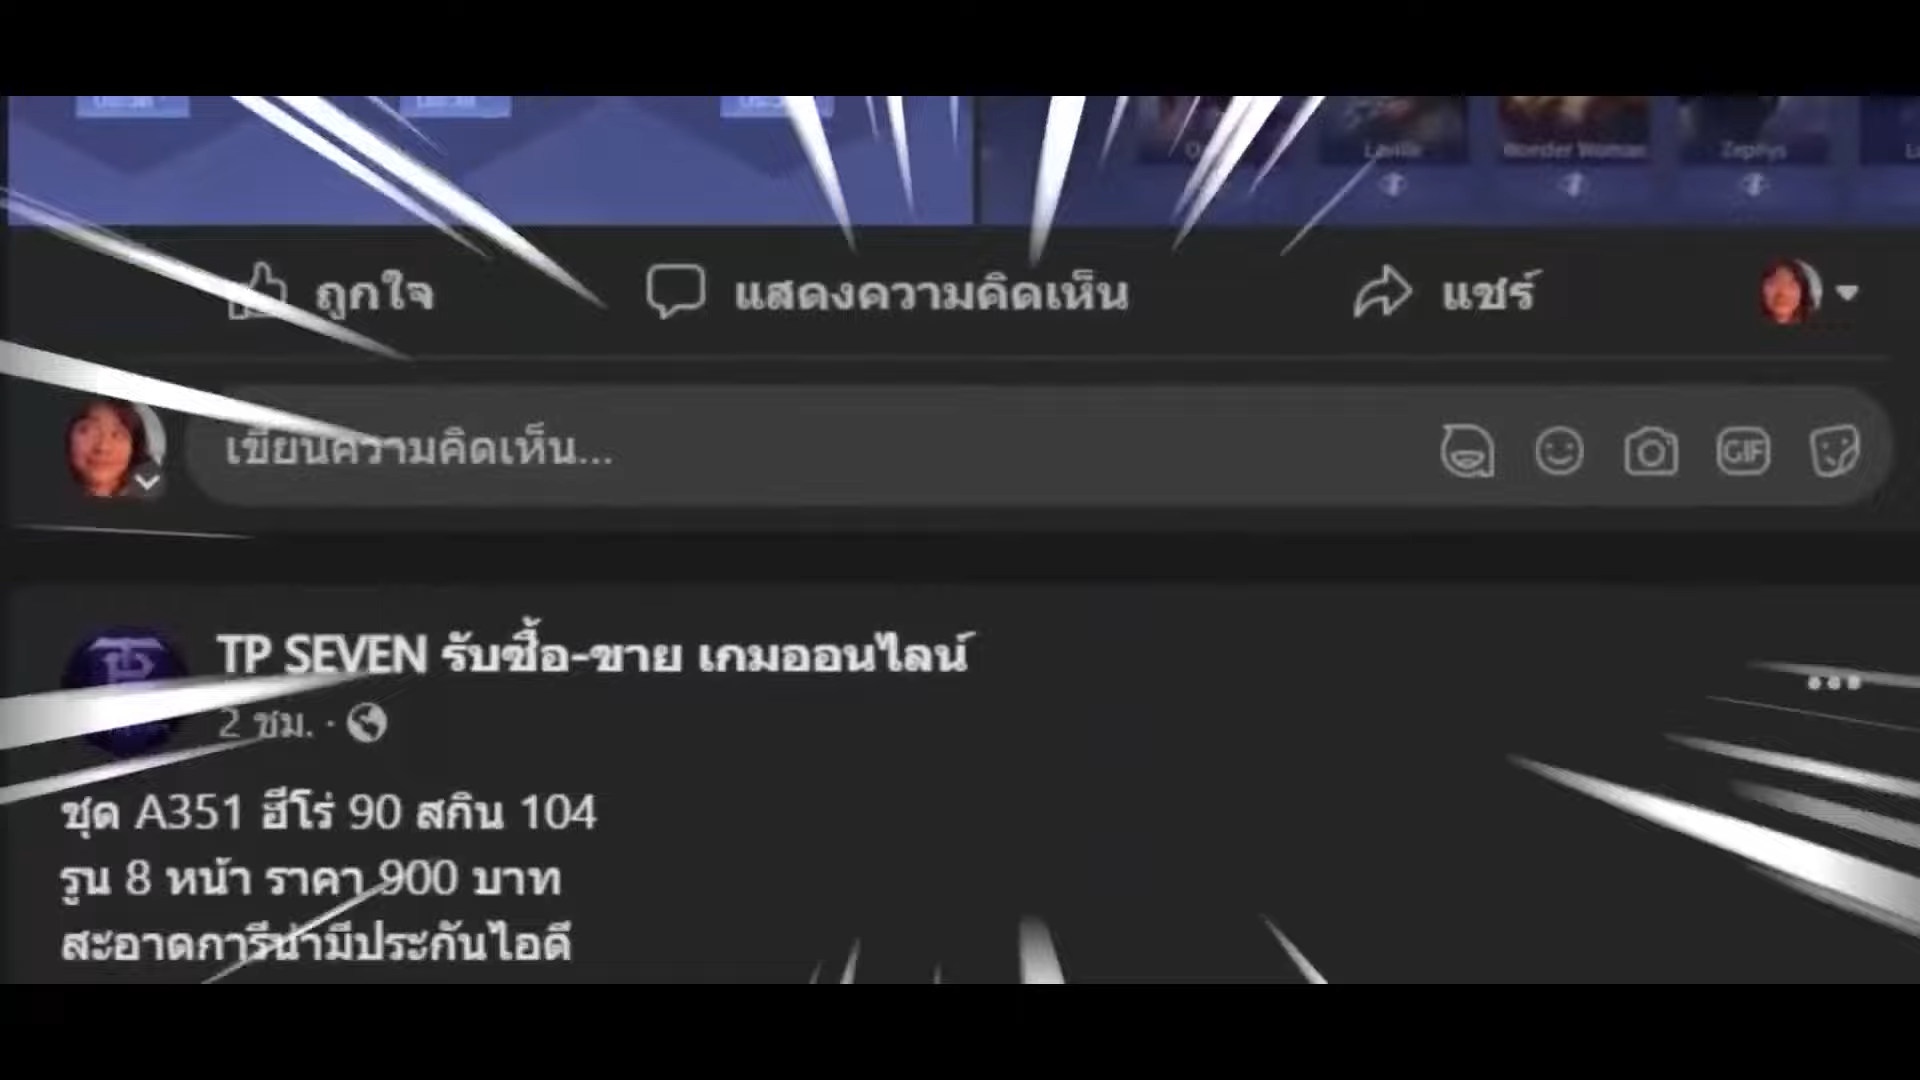 Laville
Wonder Woman
Zephys
ถูกใจ
แสดงความคิดเห็น
แชร์
เขียนความคิดเห็น...
GIF
TP SEVEN รับซื้อ-ขาย เกมออนไลน์
2 ชม. ·
ชุด A351 ฮีโร่ 90 สกิน 104
รูน 8 หน้า ราคา 900 บาท
สะอาดการีน่ามีประกันไอดี